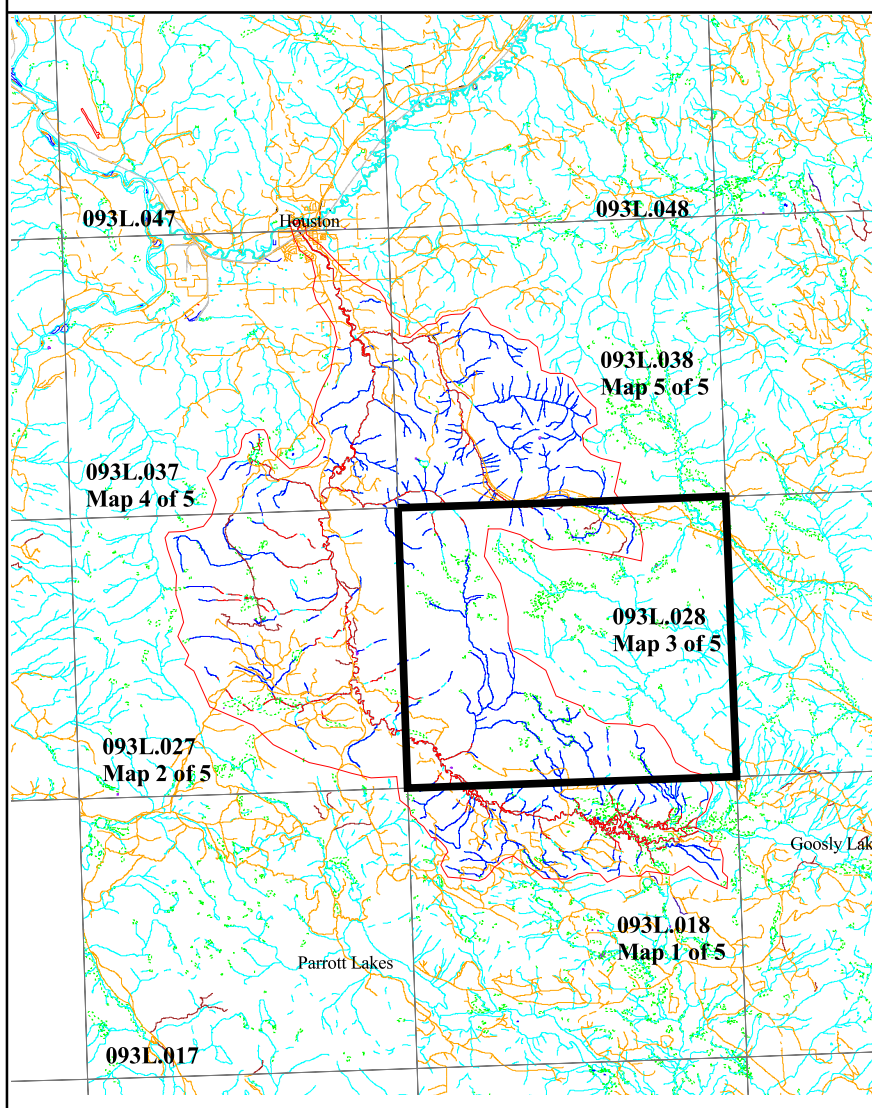 093L.047
Houston
093L.048
093L.038
Map 5 of 5
093L.037
Map 4 of 5
093L.028
Map 3 of 5
093L.027
Map 2 of 5
Goosly Lak
093L.018
Map 1 of 5
Parrott Lakes
093L.017